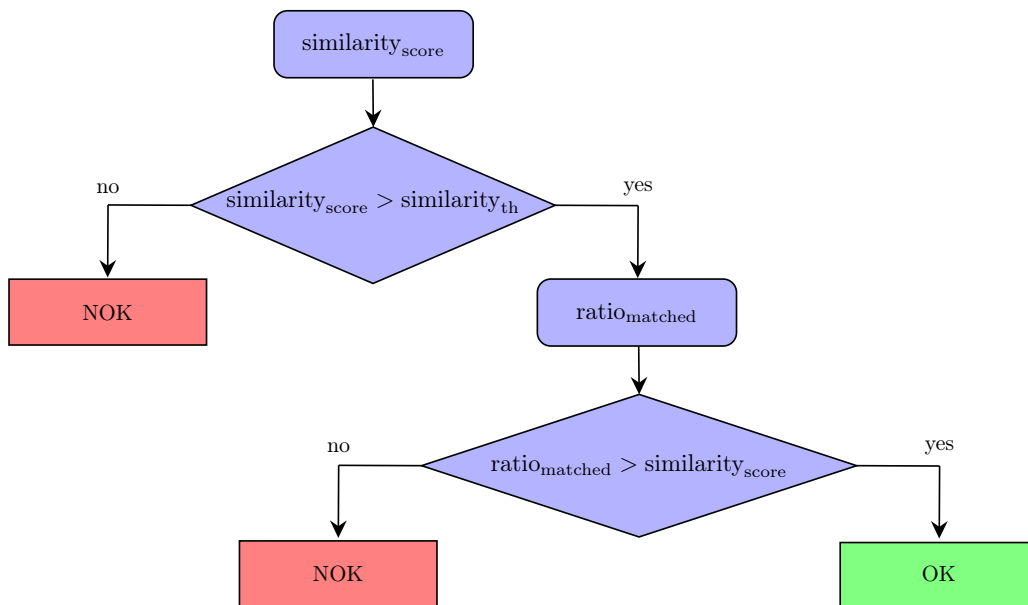 similarity_score
no
yes
similarity_score > similarity_th
NOK
ratio_matched
no
yes
ratio_matched > similarity_score
NOK
OK